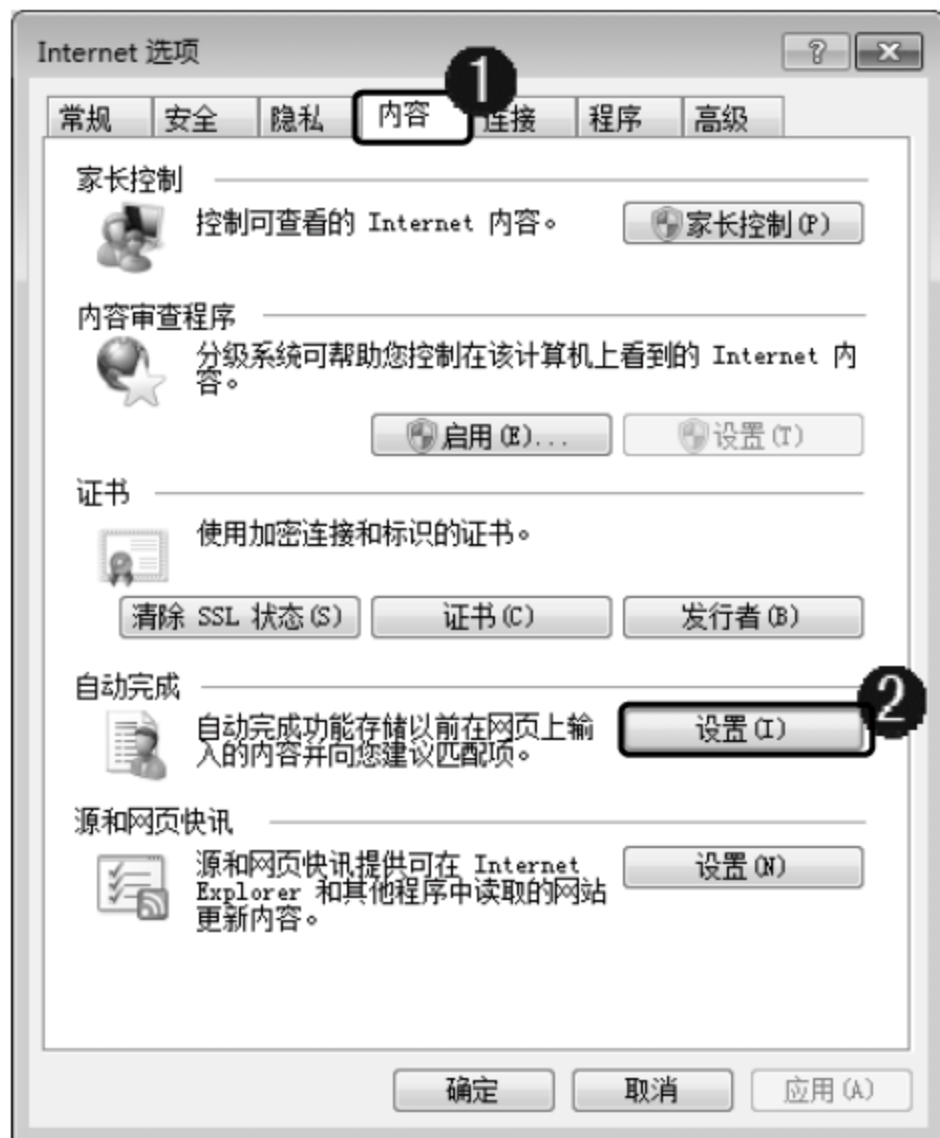 Internet 选项
1
常规 安全 隐私 内容 连接 程序 高级
家长控制
控制可查看的 Internet 内容。
家长控制(P)
内容审查程序
分级系统可帮助您控制在该计算机上看到的 Internet 内
容。
启用(E)... 设置(T)
证书
使用加密连接和标识的证书。
清除 SSL 状态(S) 证书(C) 发行者(B)
自动完成
2
自动完成功能存储以前在网页上输
入的内容并向您建议匹配项。
设置(I)
源和网页快讯
源和网页快讯提供可在 Internet
Explorer 和其他程序中读取的网站
更新内容。
设置(N)
确定 取消 应用(A)